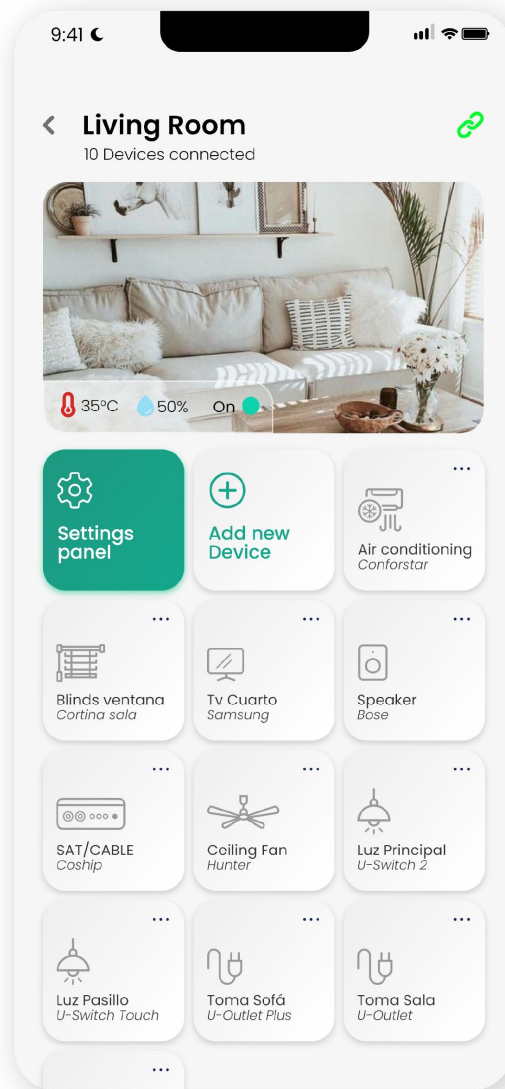 9:41
Living Room
10 Devices connected
35°C 50% On
Settings
panel
Add new
Device
Air conditioning
Conforstar
Blinds ventana
Cortina sala
Tv Cuarto
Samsung
Speaker
Bose
SAT/CABLE
Coship
Ceiling Fan
Hunter
Luz Principal
U-Switch 2
Luz Pasillo
U-Switch Touch
Toma Sofá
U-Outlet Plus
Toma Sala
U-Outlet